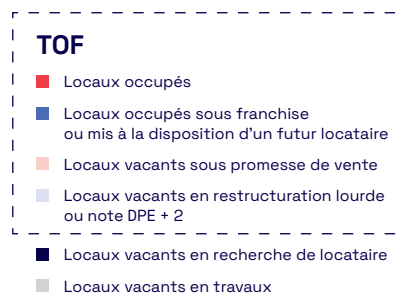 TOF
Locaux occupés
Locaux occupés sous franchise
ou mis à la disposition d'un futur locataire
Locaux vacants sous promesse de vente
Locaux vacants en restructuration lourde
ou note DPE + 2
Locaux vacants en recherche de locataire
Locaux vacants en travaux